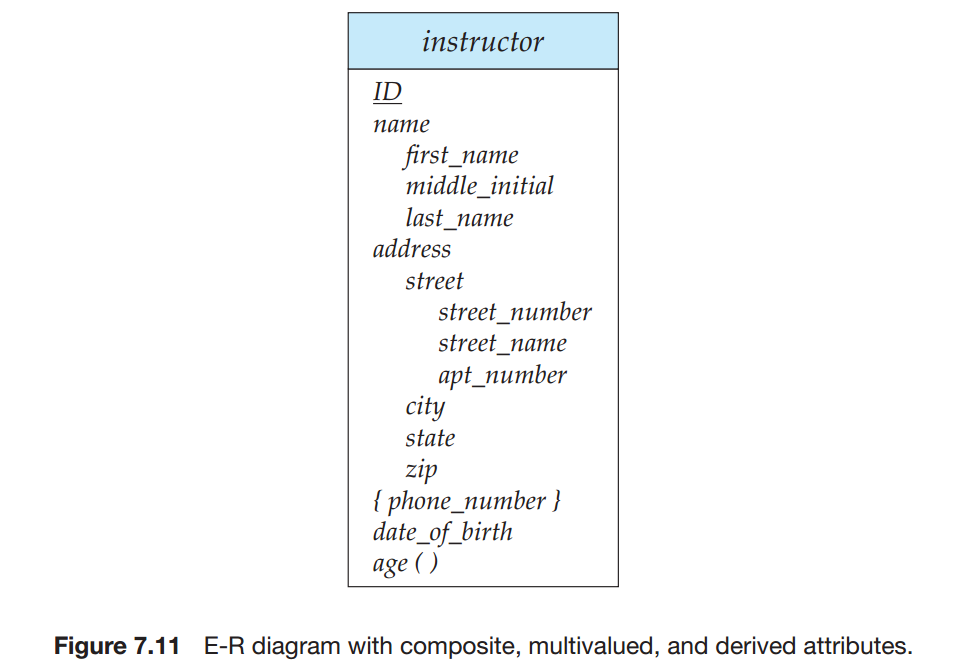 instructor
ID
name
first_name
middle_initial
last_name
address
street
street_number
street_name
apt_number
city
state
zip
{ phone_number }
date_of_birth
age ( )
Figure 7.11 E-R diagram with composite, multivalued, and derived attributes.